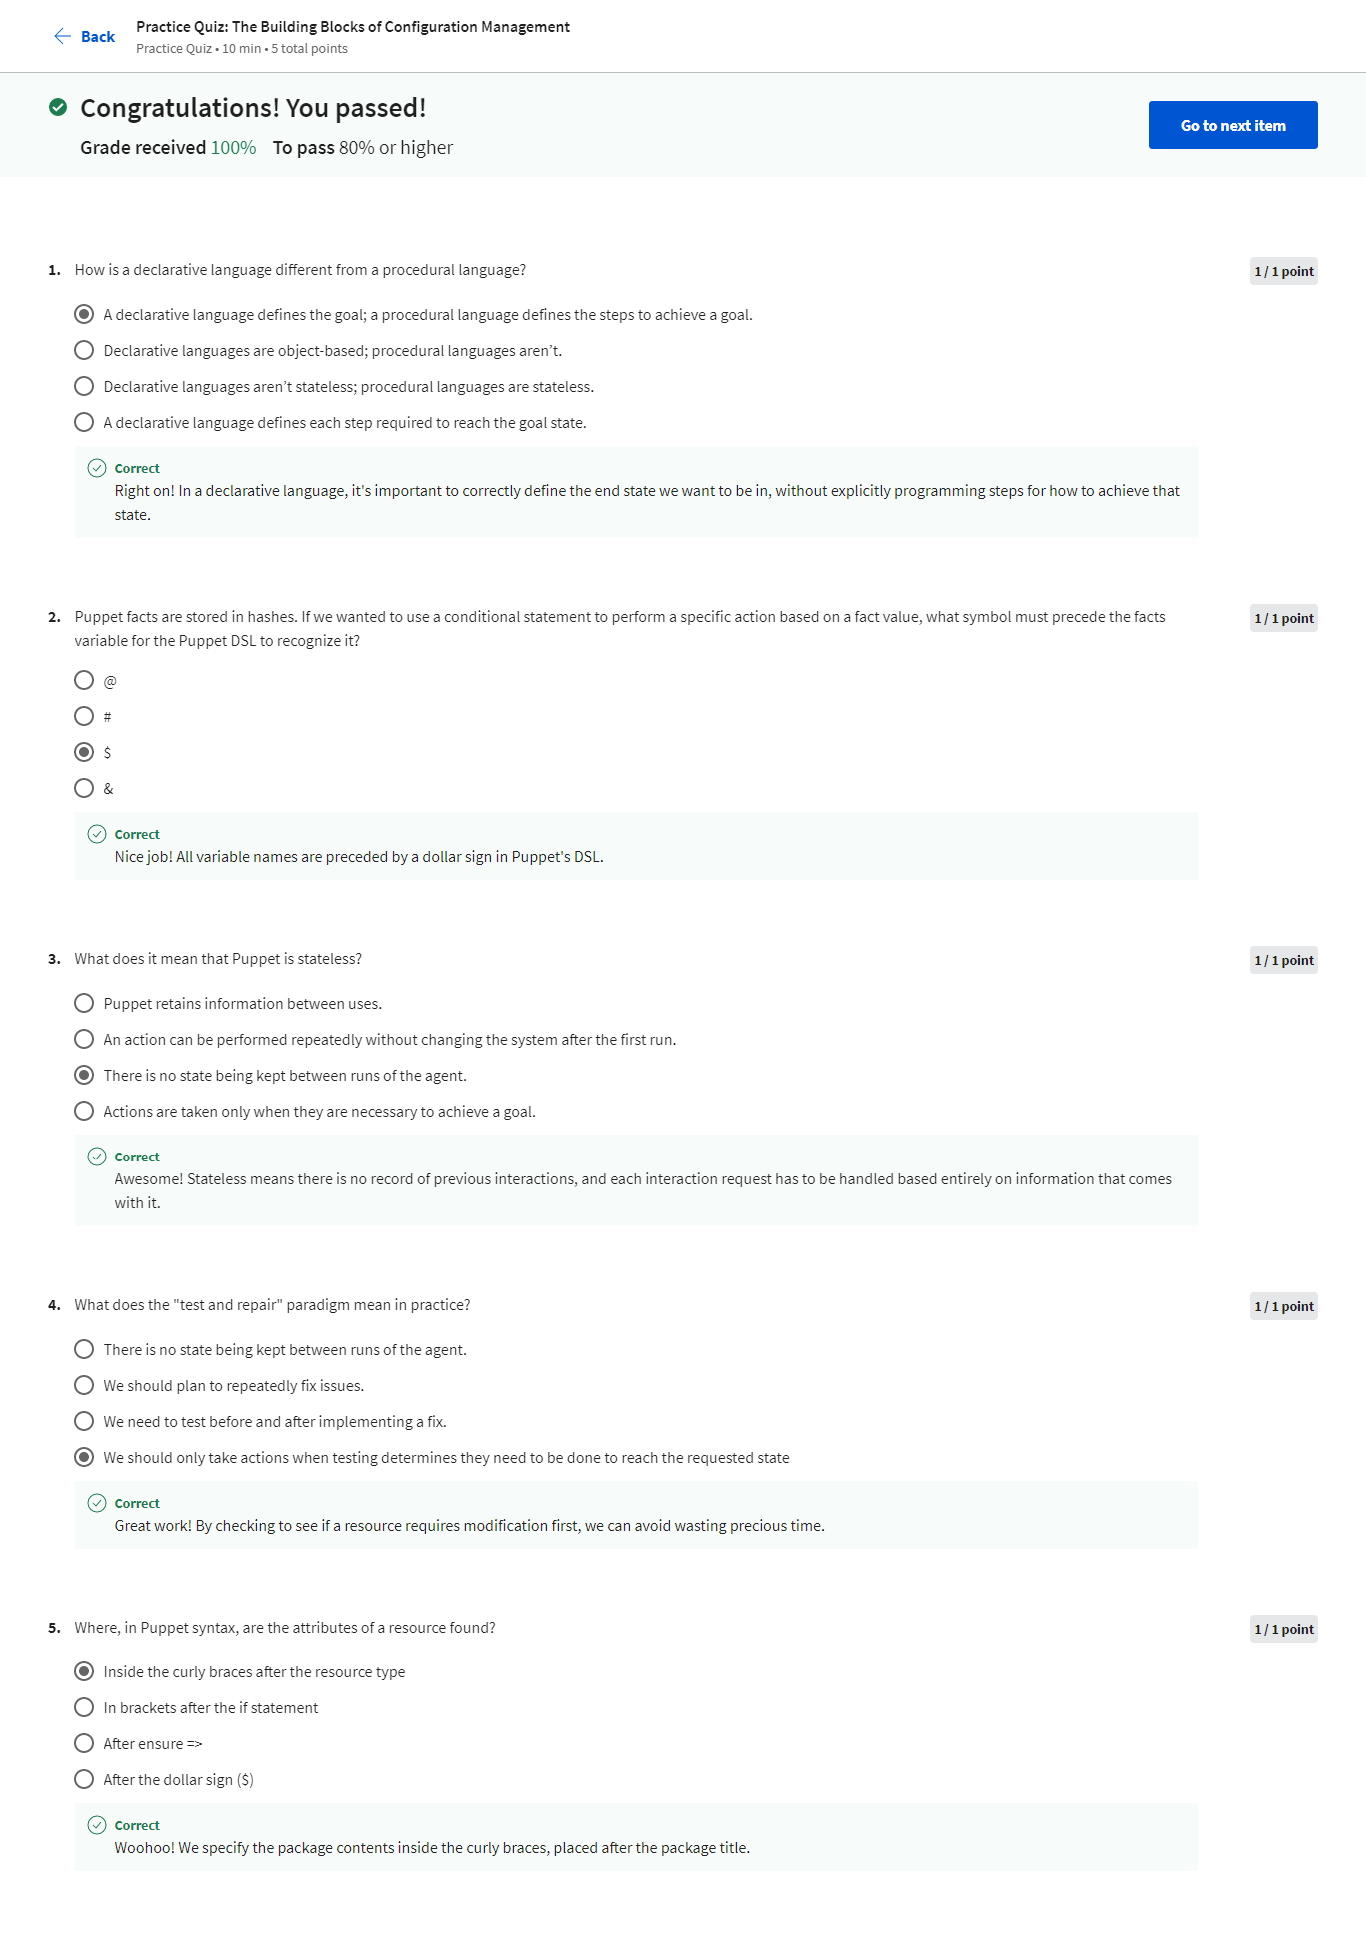 Back
Practice Quiz: The Building Blocks of Configuration Management
Practice Quiz • 10 min • 5 total points
Congratulations! You passed!
Grade received 100% To pass 80% or higher
Go to next item
1. How is a declarative language different from a procedural language?
1 / 1 point
A declarative language defines the goal; a procedural language defines the steps to achieve a goal.
Declarative languages are object-based; procedural languages aren’t.
Declarative languages aren’t stateless; procedural languages are stateless.
A declarative language defines each step required to reach the goal state.
Correct
Right on! In a declarative language, it's important to correctly define the end state we want to be in, without explicitly programming steps for how to achieve that
state.
2. Puppet facts are stored in hashes. If we wanted to use a conditional statement to perform a specific action based on a fact value, what symbol must precede the facts
variable for the Puppet DSL to recognize it?
1 / 1 point
@
#
$
&
Correct
Nice job! All variable names are preceded by a dollar sign in Puppet's DSL.
3. What does it mean that Puppet is stateless?
1 / 1 point
Puppet retains information between uses.
An action can be performed repeatedly without changing the system after the first run.
There is no state being kept between runs of the agent.
Actions are taken only when they are necessary to achieve a goal.
Correct
Awesome! Stateless means there is no record of previous interactions, and each interaction request has to be handled based entirely on information that comes
with it.
4. What does the "test and repair" paradigm mean in practice?
1 / 1 point
There is no state being kept between runs of the agent.
We should plan to repeatedly fix issues.
We need to test before and after implementing a fix.
We should only take actions when testing determines they need to be done to reach the requested state
Correct
Great work! By checking to see if a resource requires modification first, we can avoid wasting precious time.
5. Where, in Puppet syntax, are the attributes of a resource found?
1 / 1 point
Inside the curly braces after the resource type
In brackets after the if statement
After ensure =>
After the dollar sign ($)
Correct
Woohoo! We specify the package contents inside the curly braces, placed after the package title.